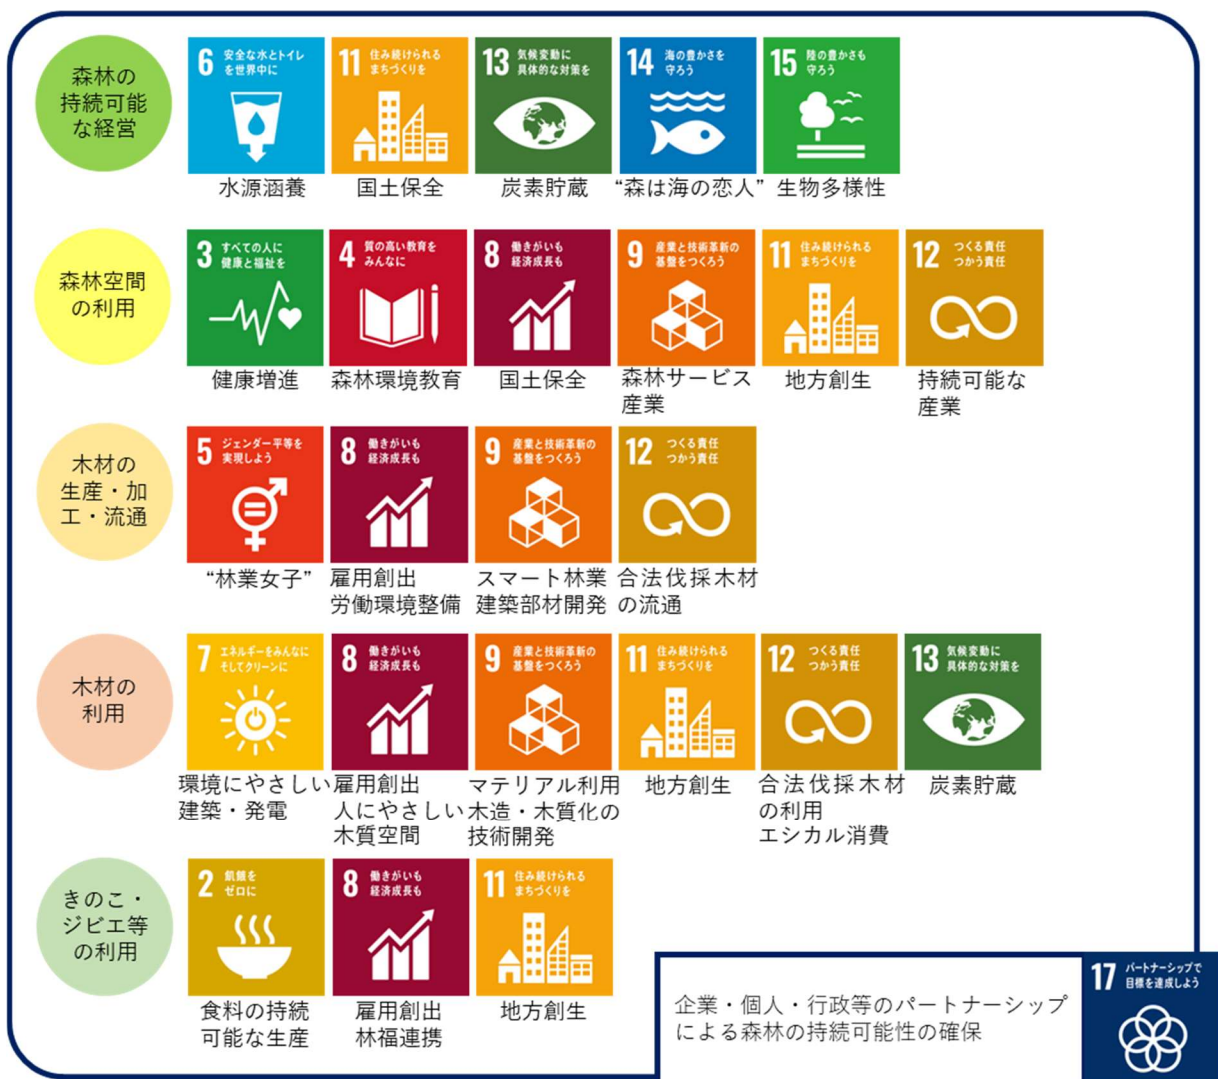 森林の
持続可能
な経営
6 安全な水とトイレ
を世界中に
11 住み続けられる
まちづくりを
13 気候変動に
具体的な対策を
14 海の豊かさを
守ろう
15 陸の豊かさも
守ろう
水源涵養
国土保全
炭素貯蔵
“森は海の恋人”
生物多様性
森林空間
の利用
3 すべての人に
健康と福祉を
4 質の高い教育を
みんなに
8 働きがいも
経済成長も
9 産業と技術革新の
基盤をつくろう
11 住み続けられる
まちづくりを
12 つくる責任
つかう責任
健康増進
森林環境教育
国土保全
森林サービス
産業
地方創生
持続可能な
産業
木材の
生産・加
工・流通
5 ジェンダー平等を
実現しよう
8 働きがいも
経済成長も
9 産業と技術革新の
基盤をつくろう
12 つくる責任
つかう責任
“林業女子”
雇用創出
労働環境整備
スマート林業
建築部材開発
合法伐採木材
の流通
木材の
利用
7 エネルギーをみんなに
そしてクリーンに
8 働きがいも
経済成長も
9 産業と技術革新の
基盤をつくろう
11 住み続けられる
まちづくりを
12 つくる責任
つかう責任
13 気候変動に
具体的な対策を
環境にやさしい
建築・発電
雇用創出
人にやさしい
木質空間
マテリアル利用
木造・木質化の
技術開発
地方創生
合法伐採木材
の利用
エシカル消費
炭素貯蔵
きのこ・
ジビエ等
の利用
2 飢餓を
ゼロに
8 働きがいも
経済成長も
11 住み続けられる
まちづくりを
食料の持続
可能な生産
雇用創出
林福連携
地方創生
企業・個人・行政等のパートナーシップ
による森林の持続可能性の確保
17 パートナーシップで
目標を達成しよう